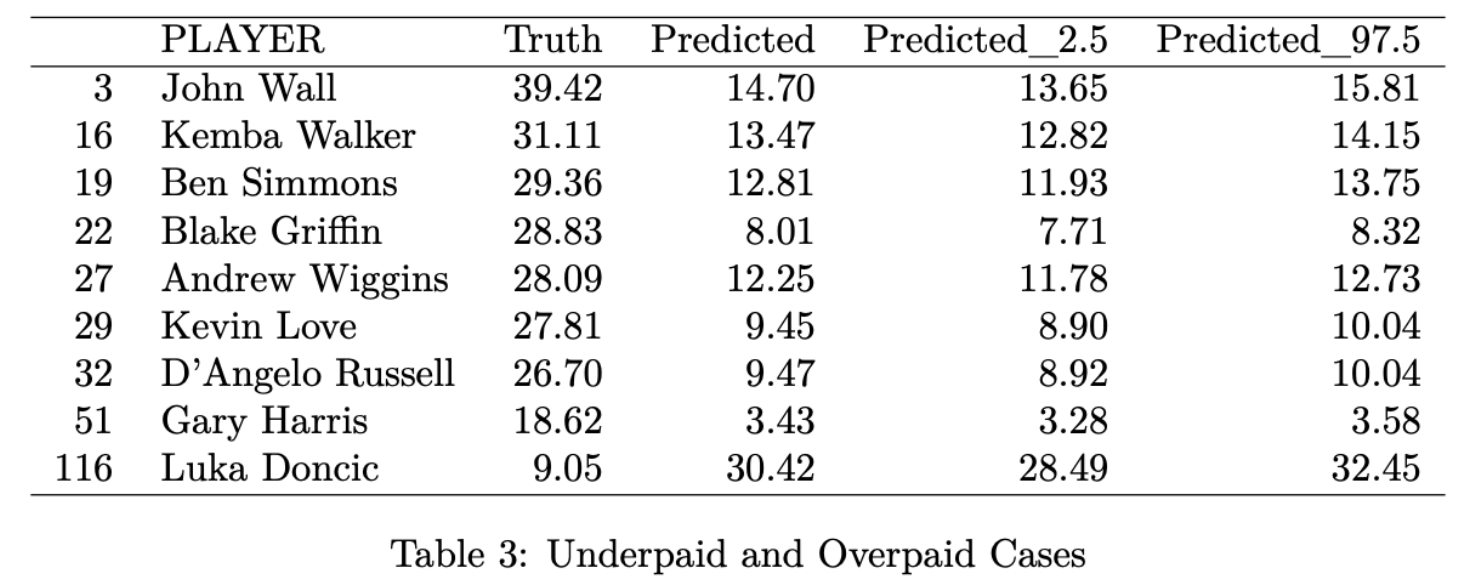 PLAYER Truth Predicted Predicted_2.5 Predicted_97.5
3 John Wall 39.42 14.70 13.65 15.81
16 Kemba Walker 31.11 13.47 12.82 14.15
19 Ben Simmons 29.36 12.81 11.93 13.75
22 Blake Griffin 28.83 8.01 7.71 8.32
27 Andrew Wiggins 28.09 12.25 11.78 12.73
29 Kevin Love 27.81 9.45 8.90 10.04
32 D’Angelo Russell 26.70 9.47 8.92 10.04
51 Gary Harris 18.62 3.43 3.28 3.58
116 Luka Doncic 9.05 30.42 28.49 32.45
Table 3: Underpaid and Overpaid Cases